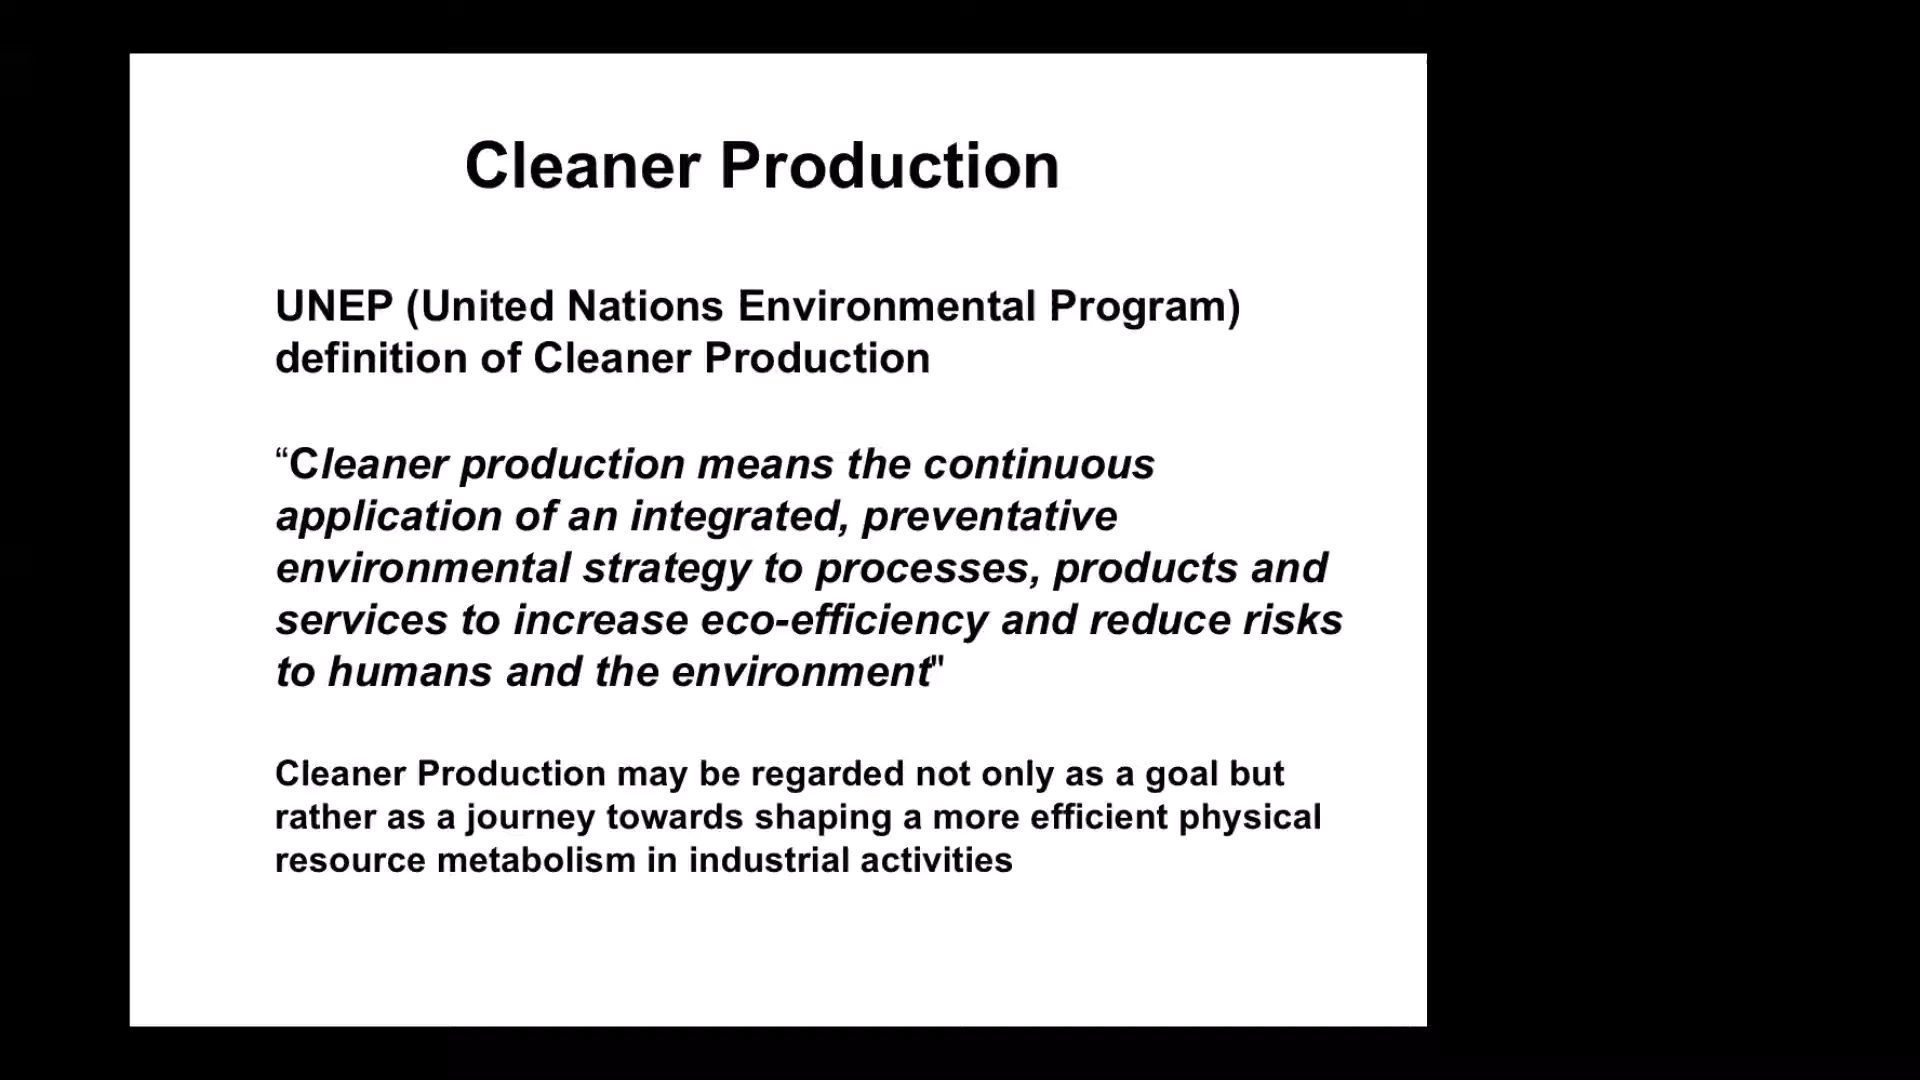 Cleaner Production
UNEP (United Nations Environmental Program)
definition of Cleaner Production
“Cleaner production means the continuous
application of an integrated, preventative
environmental strategy to processes, products and
services to increase eco-efficiency and reduce risks
to humans and the environment"
Cleaner Production may be regarded not only as a goal but
rather as a journey towards shaping a more efficient physical
resource metabolism in industrial activities